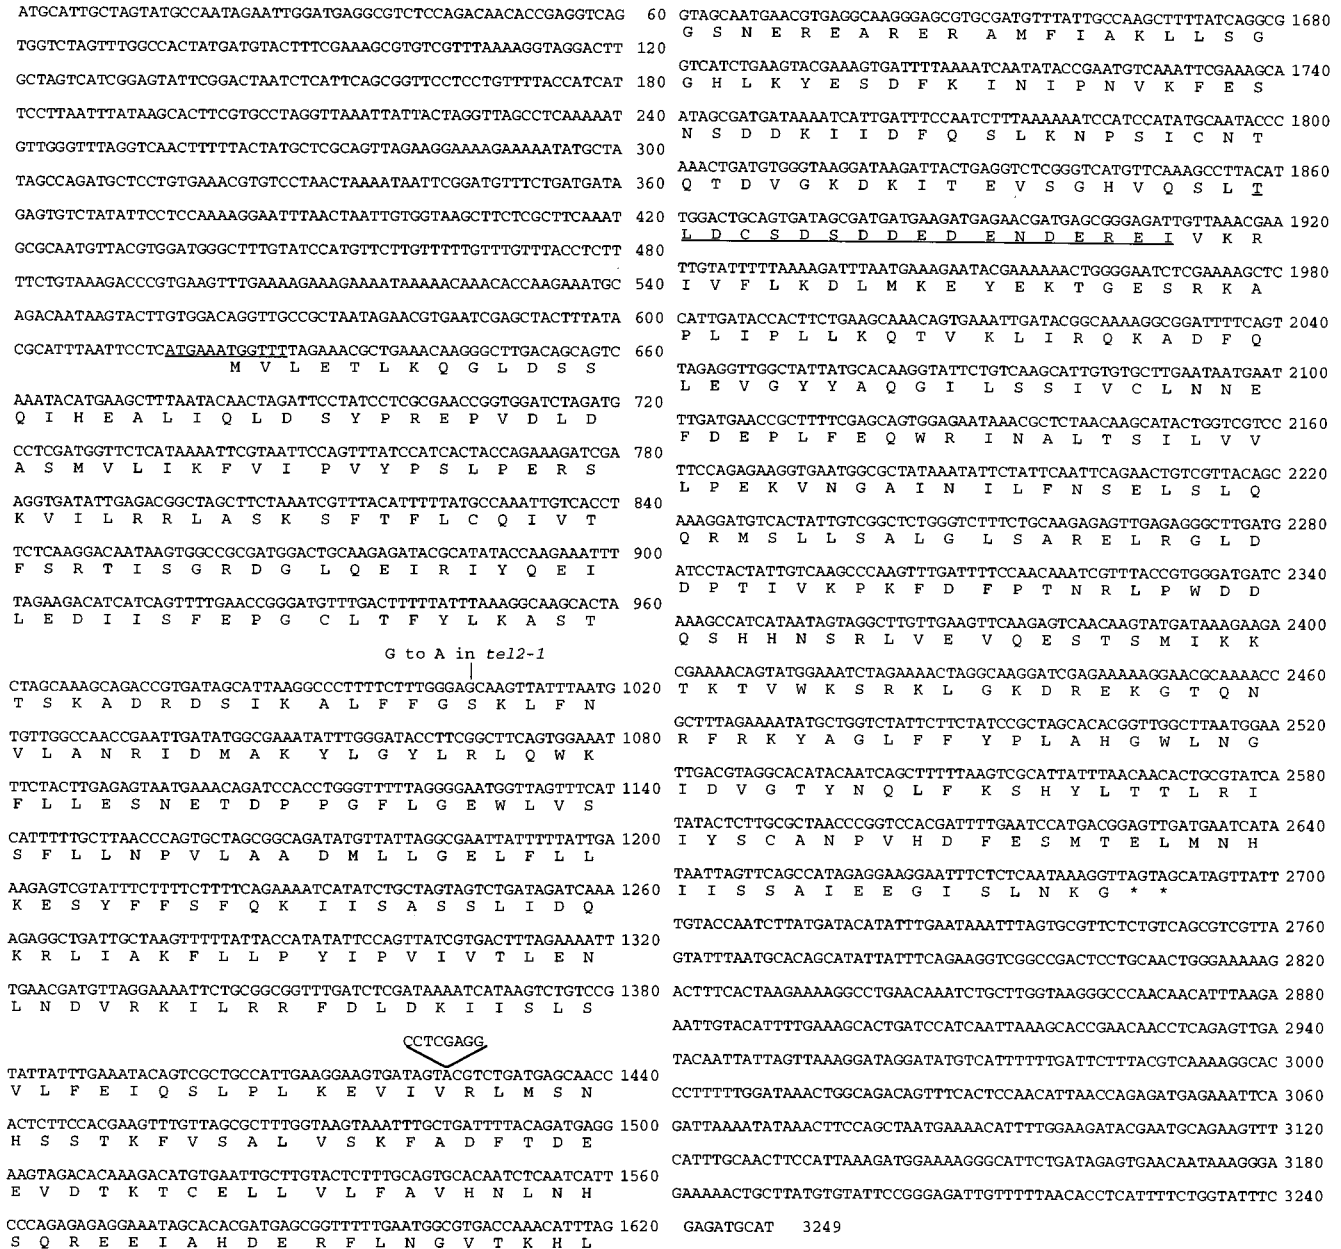 ATGCATTGCTAGTATGCCAATAGAATTGGATGAGGCGTCTCCAGACAACACCGAGGTCAG 60
TGGTCTAGTTTGGCCACTATGATGTACTTTCGAAAGCGTGTCGTTTAAAAGGTAGGACTT 120
GCTAGTCATCGGAGTATTCGGACTAATCTCATTCAGCGGTTCCTCCTGTTTTACCATCAT 180
TCCTTAATTTATAAGCACTTCGTGCCTAGGTTAAATTATTACTAGGTTAGCCTCAAAAAT 240
GTTGGGTTTAGGTCAACTTTTTACTATGCTCGCAGTTAGAAGGAAAAGAAAAATATGCTA 300
TAGCCAGATGCTCCTGTGAAACGTGTCCTAACTAAAATAATTCGGATGTTTCTGATGATA 360
GAGTGTCTATATTCCTCCAAAAGGAATTTAACTAATTGTGGTAAGCTTCTCGCTTCAAAT 420
GCGCAATGTTACGTGGATGGGCTTTGTATCCATGTTCTTGTTTTTGTTTGTTTACCTCTT 480
TTCTGTAAAGACCCGTGAAGTTTGAAAAGAAAGAAAATAAAAACAAACACCAAGAAATGC 540
AGACAATAAGTACTTGTGGACAGGTTGCCGCTAATAGAACGTGAATCGAGCTACTTTATA 600
CGCATTTAATTCCTCATGAAATGGTTTTAGAAACGCTGAAACAAGGGCTTGACAGCAGTC 660
M V L E T L K Q G L D S S
AAATACATGAAGCTTTAATACAACTAGATTCCTATCCTCGCGAACCGGTGGATCTAGATG 720
Q I H E A L I Q L D S Y P R E P V D L D
CCTCGATGGTTCTCATAAAATTCGTAATTCCAGTTTATCCATCACTACCAGAAAGATCGA 780
A S M V L I K F V I P V Y P S L P E R S
AGGTGATATTGAGACGGCTAGCTTCTAAATCGTTTACATTTTTATGCCAAATTGTCACCT 840
K V I L R R L A S K S F T F L C Q I V T
TCTCAAGGACAATAAGTGGCCGCGATGGACTGCAAGAGATACGCATATACCAAGAAATTT 900
F S R T I S G R D G L Q E I R I Y Q E I
TAGAAGACATCATCAGTTTTGAACCGGGATGTTTGACTTTTTATTTAAAGGCAAGCACTA 960
L E D I I S F E P G C L T F Y L K A S T
G to A in tel2-1
CTAGCAAAGCAGACCGTGATAGCATTAAGGCCCTTTTCTTTGGGAGCAAGTTATTTAATG 1020
T S K A D R D S I K A L F F G S K L F N
TGTTGGCCAACCGAATTGATATGGCGAAATATTTGGGATACCTTCGGCTTCAGTGGAAAT 1080
V L A N R I D M A K Y L G Y L R L Q W K
TTCTACTTGAGAGTAATGAAACAGATCCACCTGGGTTTTTAGGGGAATGGTTAGTTTCAT 1140
F L L E S N E T D P P G F L G E W L V S
CATTTTTGCTTAACCCAGTGCTAGCGGCAGATATGTTATTAGGCGAATTATTTTTATTGA 1200
S F L L N P V L A A D M L L G E L F L L
AAGAGTCGTATTTCTTTTCTTTTCAGAAAATCATATCTGCTAGTAGTCTGATAGATCAAA 1260
K E S Y F F S F Q K I I S A S S L I D Q
AGAGGCTGATTGCTAAGTTTTTATTACCATATATTCCAGTTATCGTGACTTTAGAAAATT 1320
K R L I A K F L L P Y I P V I V T L E N
TGAACGATGTTAGGAAAATTCTGCGGCGGTTTGATCTCGATAAAATCATAAGTCTGTCCG 1380
L N D V R K I L R R F D L D K I I S L S
CCTCGAGG
TATTATTTGAAATACAGTCGCTGCCATTGAAGGAAGTGATAGTACGTCTGATGAGCAACC 1440
V L F E I Q S L P L K E V I V R L M S N
ACTCTTCCACGAAGTTTGTTAGCGCTTTGGTAAGTAAATTTGCTGATTTTACAGATGAGG 1500
H S S T K F V S A L V S K F A D F T D E
AAGTAGACACAAAGACATGTGAATTGCTTGTACTCTTTGCAGTGCACAATCTCAATCATT 1560
E V D T K T C E L L V L F A V H N L N H
CCCAGAGAGAGGAAATAGCACACGATGAGCGGTTTTTGAATGGCGTGACCAAACATTTAG 1620
S Q R E E I A H D E R F L N G V T K H L
GTAGCAATGAACGTGAGGCAAGGGAGCGTGCGATGTTTATTGCCAAGCTTTTATCAGGCG 1680
G S N E R E A R E R A M F I A K L L S G
GTCATCTGAAGTACGAAAGTGATTTTAAAATCAATATACCGAATGTCAAATTCGAAAGCA 1740
G H L K Y E S D F K I N I P N V K F E S
ATAGCGATGATAAAATCATTGATTTCCAATCTTTAAAAAATCCATCCATATGCAATACCC 1800
N S D D K I I D F Q S L K N P S I C N T
AAACTGATGTGGGTAAGGATAAGATTACTGAGGTCTCGGGTCATGTTCAAAGCCTTACAT 1860
Q T D V G K D K I T E V S G H V Q S L T
TGGACTGCAGTGATAGCGATGATGAAGATGAGAACGATGAGCGGGAGATTGTTAAACGAA 1920
L D C S D S D D E D E N D E R E I V K R
TTGTATTTTTAAAAGATTTAATGAAAGAATACGAAAAAACTGGGGAATCTCGAAAAGCTC 1980
I V F L K D L M K E Y E K T G E S R K A
CATTGATACCACTTCTGAAGCAAACAGTGAAATTGATACGGCAAAAGGCGGATTTTCAGT 2040
P L I P L L K Q T V K L I R Q K A D F Q
TAGAGGTTGGCTATTATGCACAAGGTATTCTGTCAAGCATTGTGTGCTTGAATAATGAAT 2100
L E V G Y Y A Q G I L S S I V C L N N E
TTGATGAACCGCTTTTCGAGCAGTGGAGAATAAACGCTCTAACAAGCATACTGGTCGTCC 2160
F D E P L F E Q W R I N A L T S I L V V
TTCCAGAGAAGGTGAATGGCGCTATAAATATTCTATTCAATTCAGAACTGTCGTTACAGC 2220
L P E K V N G A I N I L F N S E L S L Q
AAAGGATGTCACTATTGTCGGCTCTGGGTCTTTCTGCAAGAGAGTTGAGAGGGCTTGATG 2280
Q R M S L L S A L G L S A R E L R G L D
ATCCTACTATTGTCAAGCCCAAGTTTGATTTTCCAACAAATCGTTTACCGTGGGATGATC 2340
D P T I V K P K F D F P T N R L P W D D
AAAGCCATCATAATAGTAGGCTTGTTGAAGTTCAAGAGTCAACAAGTATGATAAAGAAGA 2400
Q S H H N S R L V E V Q E S T S M I K K
CGAAAACAGTATGGAAATCTAGAAAACTAGGCAAGGATCGAGAAAAAGGAACGCAAAACC 2460
T K T V W K S R K L G K D R E K G T Q N
GCTTTAGAAAATATGCTGGTCTATTCTTCTATCCGCTAGCACACGGTTGGCTTAATGGAA 2520
R F R K Y A G L F F Y P L A H G W L N G
TTGACGTAGGCACATACAATCAGCTTTTTAAGTCGCATTATTTAACAACACTGCGTATCA 2580
I D V G T Y N Q L F K S H Y L T T L R I
TATACTCTTGCGCTAACCCGGTCCACGATTTTGAATCCATGACGGAGTTGATGAATCATA 2640
I Y S C A N P V H D F E S M T E L M N H
TAATTAGTTCAGCCATAGAGGAAGGAATTTCTCTCAATAAAGGTTAGTAGCATAGTTATT 2700
I I S S A I E E G I S L N K G * *
TGTACCAATCTTATGATACATATTTGAATAAATTTAGTGCGTTCTCTGTCAGCGTCGTTA 2760
GTATTTAATGCACAGCATATTATTTCAGAAGGTCGGCCGACTCCTGCAACTGGGAAAAAG 2820
ACTTTCACTAAGAAAAGGCCTGAACAAATCTGCTTGGTAAGGGCCCAACAACATTTAAGA 2880
AATTGTACATTTTGAAAGCACTGATCCATCAATTAAAGCACCGAACAACCTCAGAGTTGA 2940
TACAATTATTAGTTAAAGGATAGGATATGTCATTTTTTGATTCTTTACGTCAAAAGGCAC 3000
CCTTTTTGGATAAACTGGCAGACAGTTTCACTCCAACATTAACCAGAGATGAGAAATTCA 3060
GATTAAAATATAAACTTCCAGCTAATGAAAACATTTTGGAAGATACGAATGCAGAAGTTT 3120
CATTTGCAACTTCCATTAAAGATGGAAAAGGGCATTCTGATAGAGTGAACAATAAAGGGA 3180
GAAAAACTGCTTATGTGTATTCCGGGAGATTGTTTTTAACACCTCATTTTCTGGTATTTC 3240
GAGATGCAT 3249